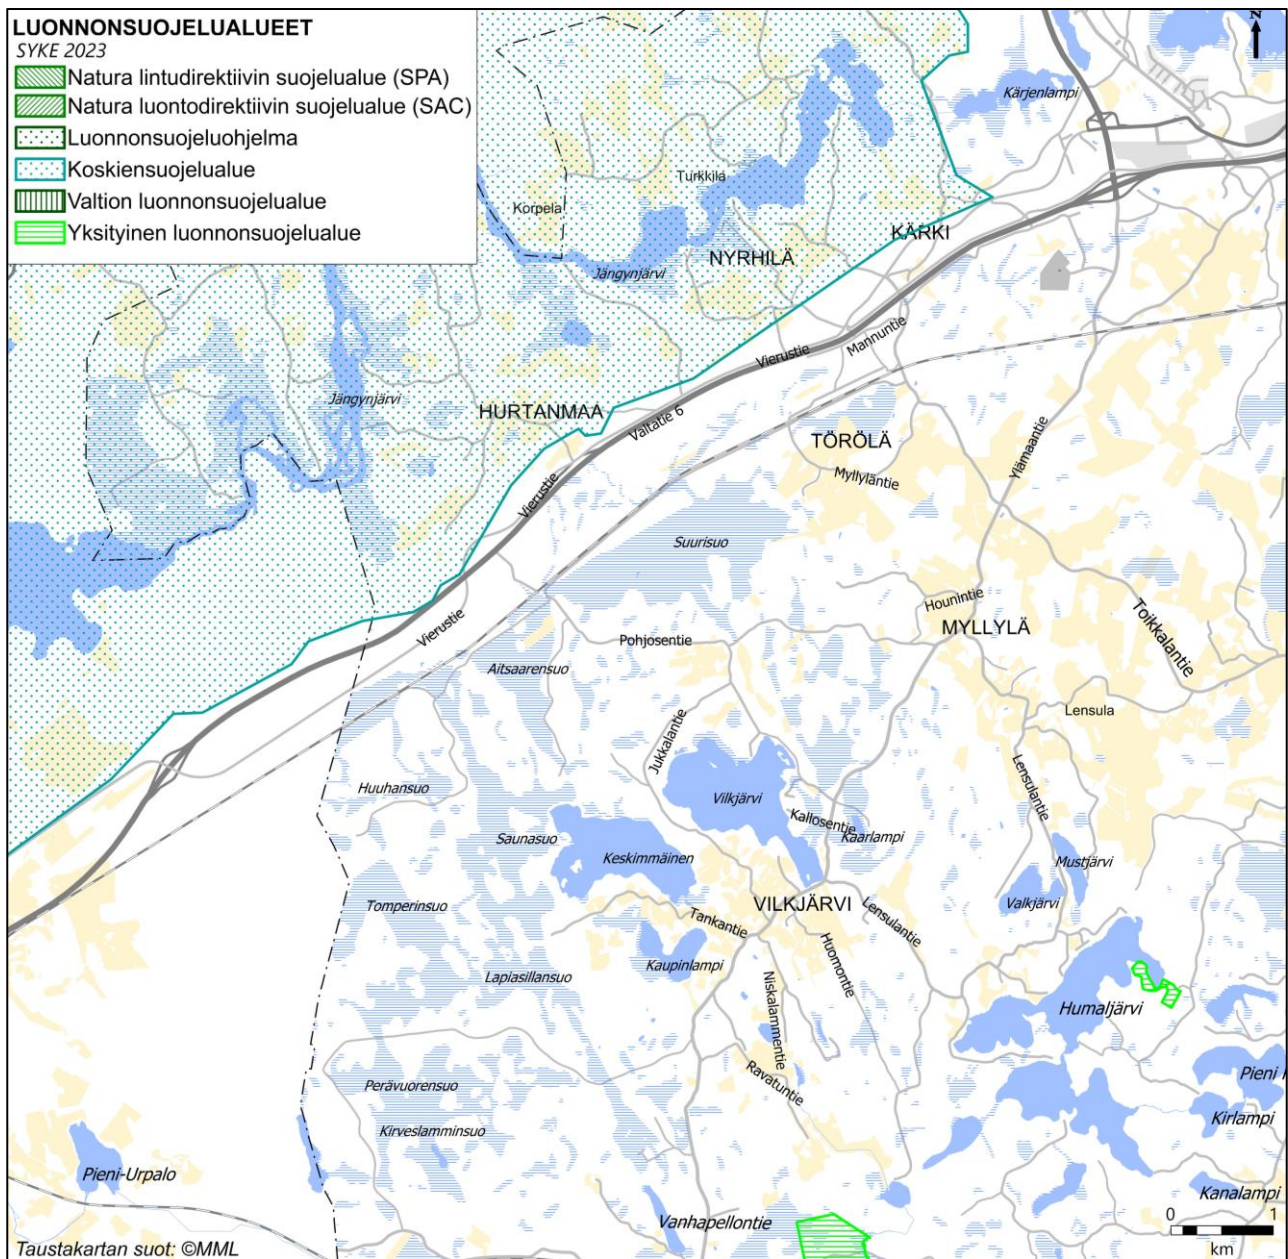 LUONNONSUOJELUALUEET
SYKE 2023
Natura lintudirektiivin suojelualue (SPA)
Natura luontodirektiivin suojelualue (SAC)
Luonnonsuojeluohjelma
Koskiensuojelualue
Valtion luonnonsuojelualue
Yksityinen luonnonsuojelualue
N
Kärjenlampi
Turkkila
Korpela
KÄRKI
NYRHILÄ
Jängynjärvi
Mannuntie
Vierustie
Jängynjärvi
HURTANMAA
Valtatie 6
TÖRÖLÄ
Ylämaantie
Myllyläntie
Vierustie
Suurisuo
Hounintie
Vierustie
Pohjosentie
MYLLYLÄ
Toikkalantie
Aitsaarensuo
Lensula
Jukkalantie
Huuhansuo
Vilkjärvi
Lensulantie
Kallosentie
Saunasuo
Kaarlampi
Keskimmäinen
Mustjärvi
Tomperinsuo
VILKJÄRVI
Valkjärvi
Tankantie
Lensulantie
Huomontie
Kaupinlampi
Lapiasillansuo
Niskalammentie
Humaljärvi
Perävuorensuo
Ravatuntie
Pieni
Kirlampi
Kirveslamminsuo
Pieni-Urpalo
Kanalampi
Vanhapellontie
0 1
km
Taustakartan suot: ©MML